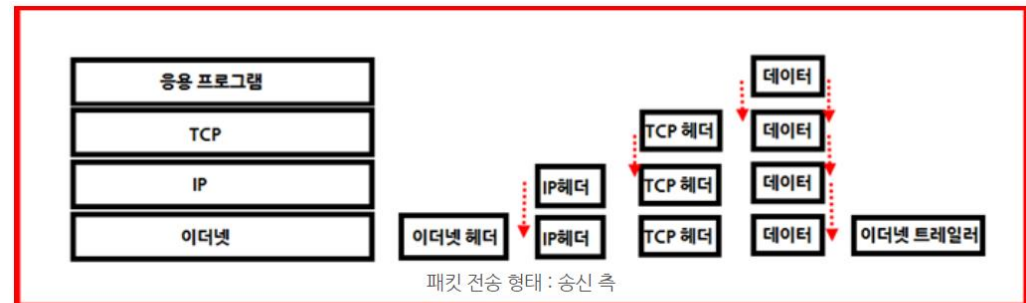 응용 프로그램 데이터
TCP TCP 헤더 데이터
IP IP헤더 TCP 헤더 데이터
이더넷 이더넷 헤더 IP헤더 TCP 헤더 데이터 이더넷 트레일러
패킷 전송 형태 : 송신 측